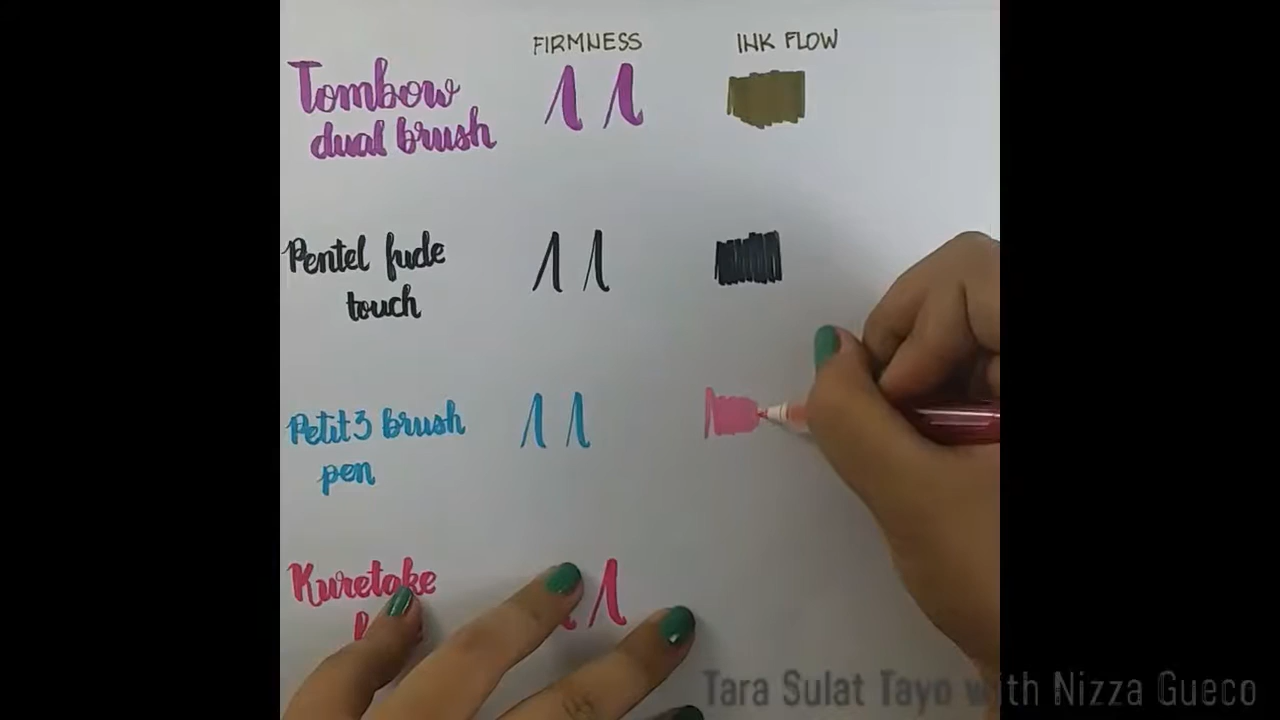 FIRMNESS INK FLOW
Tombow
dual brush
Pentel fude
touch
Petit3 brush
pen
Kuretake
Tara Sulat Tayo with Nizza Gueco